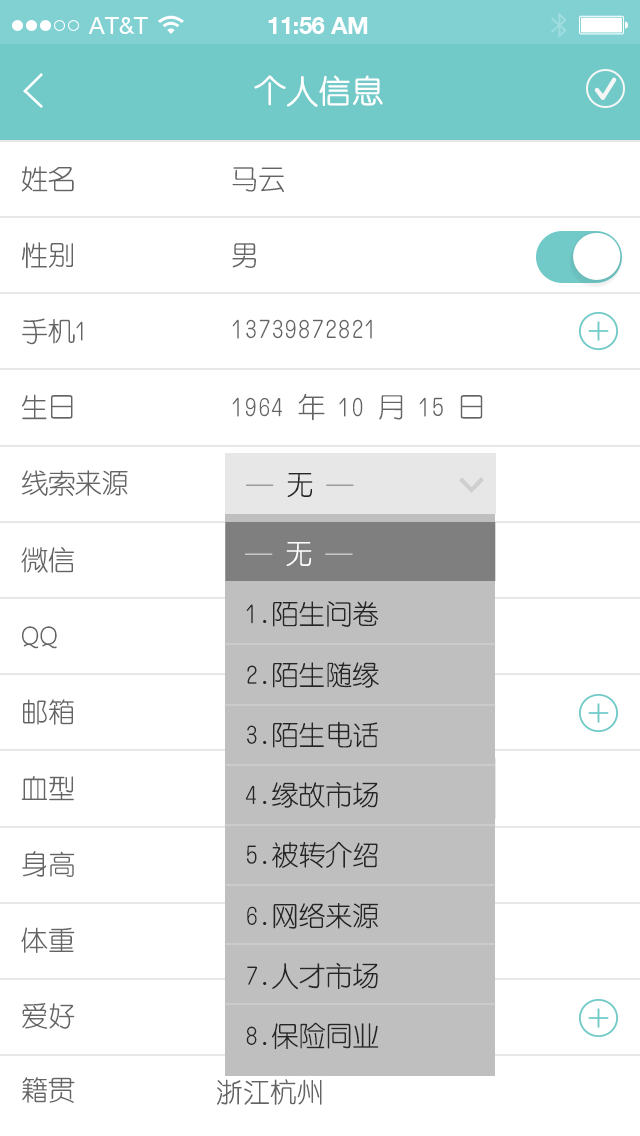 AT&T 11:56 AM
个人信息
姓名 马云
性别 男
手机1 13739872821
生日 1964 年 10 月 15 日
线索来源 — 无 —
— 无 —
微信
1.陌生问卷
QQ
2.陌生随缘
邮箱
3.陌生电话
血型
4.缘故市场
身高
5.被转介绍
体重
6.网络来源
爱好
7.人才市场
8.保险同业
籍贯 浙江杭州